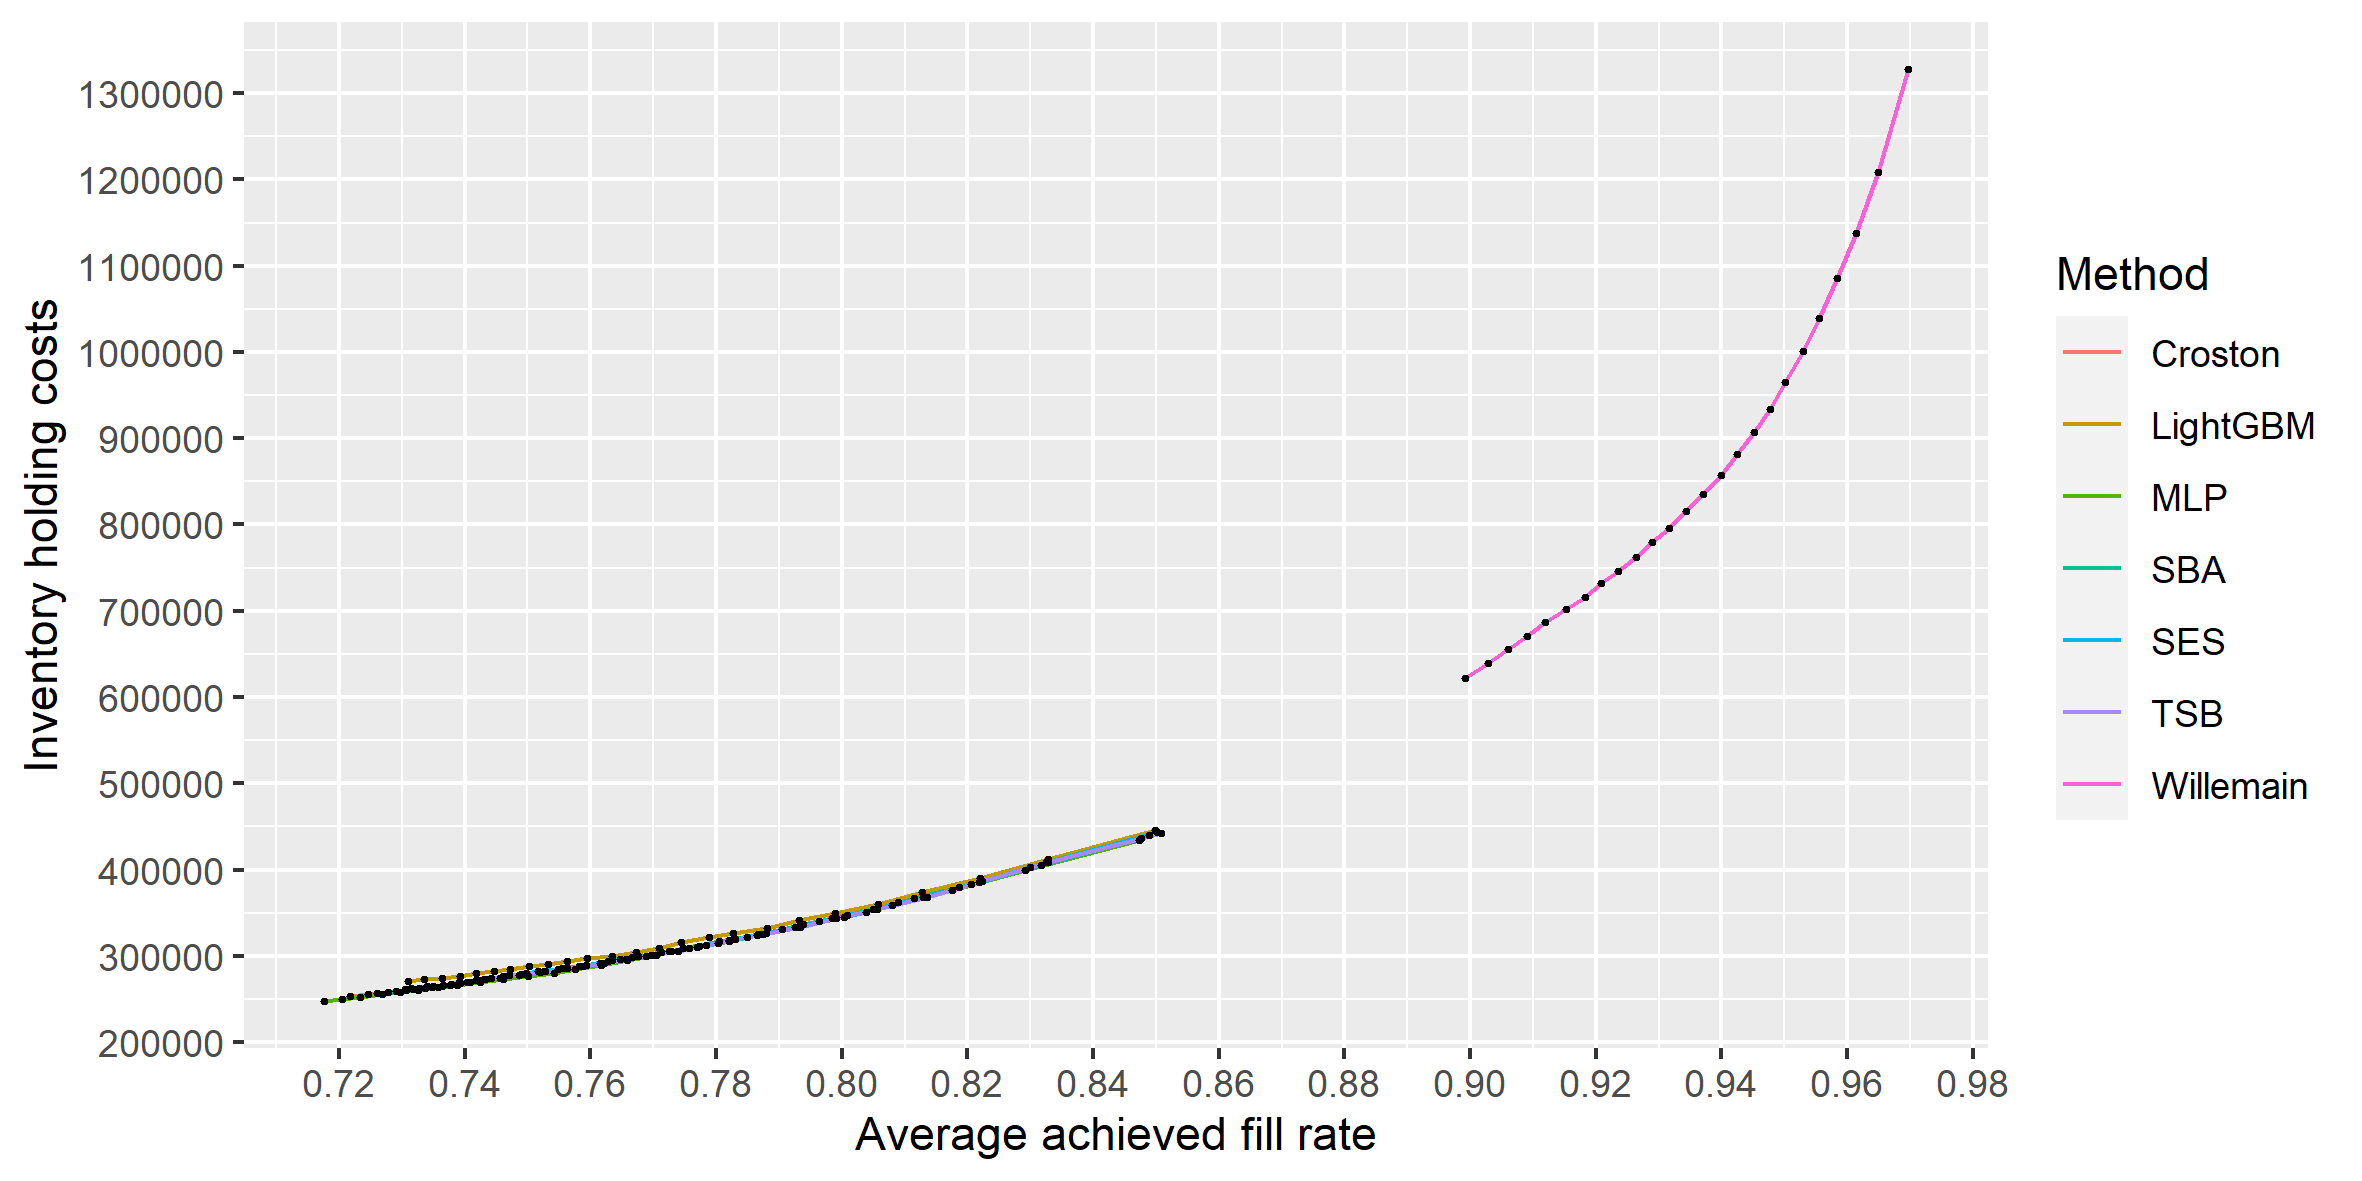 1300000
1200000
1100000
1000000
900000
800000
700000
600000
500000
400000
300000
200000
Inventory holding costs
0.72 0.74 0.76 0.78 0.80 0.82 0.84 0.86 0.88 0.90 0.92 0.94 0.96 0.98
Average achieved fill rate
Method
Croston
LightGBM
MLP
SBA
SES
TSB
Willemain